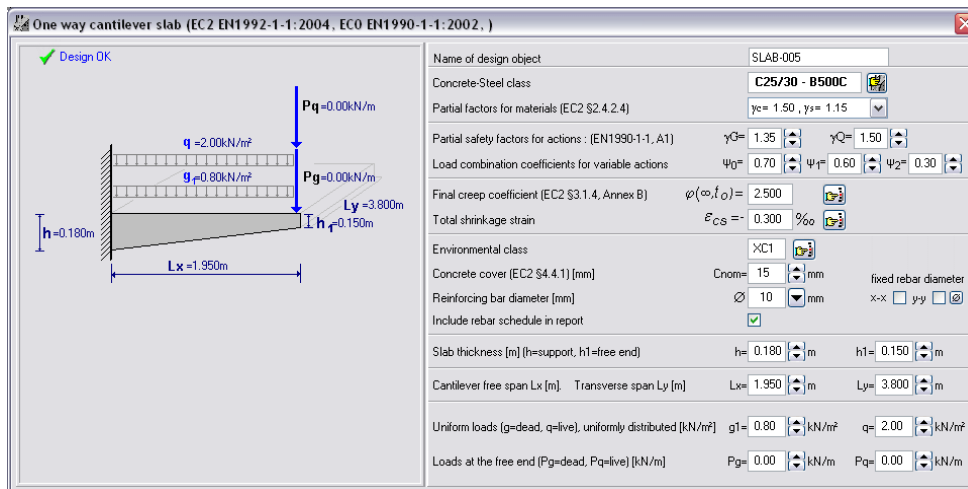 One way cantilever slab (EC2 EN1992-1-1:2004, EC0 EN1990-1-1:2002, )
Design OK
Pq=0.00kN/m
q =2.00kN/m²
g1=0.80kN/m²
Pg=0.00kN/m
Ly=3.800m
h=0.180m
h1=0.150m
Lx=1.950m
Name of design object SLAB-005
Concrete-Steel class C25/30 - B500C
Partial factors for materials (EC2 §2.4.2.4) γc= 1.50 , γs= 1.15
Partial safety factors for actions : (EN1990-1-1, A1) γG= 1.35 γQ= 1.50
Load combination coefficients for variable actions Ψ0= 0.70 Ψ1= 0.60 Ψ2= 0.30
Final creep coefficient (EC2 §3.1.4, Annex B) φ(∞,to)= 2.500
Total shrinkage strain εcs=- 0.300 ‰
Environmental class XC1
Concrete cover (EC2 §4.4.1) [mm] Cnom= 15 mm fixed rebar diameter
Reinforcing bar diameter [mm] Ø 10 mm x-x y-y Ø
Include rebar schedule in report
Slab thickness [m] (h=support, h1=free end) h= 0.180 m h1= 0.150 m
Cantilever free span Lx [m]. Transverse span Ly [m] Lx= 1.950 m Ly= 3.800 m
Uniform loads (g=dead, q=live), uniformly distributed [kN/m²] g1= 0.80 kN/m² q= 2.00 kN/m²
Loads at the free end (Pg=dead, Pq=live) [kN/m] Pg= 0.00 kN/m Pq= 0.00 kN/m